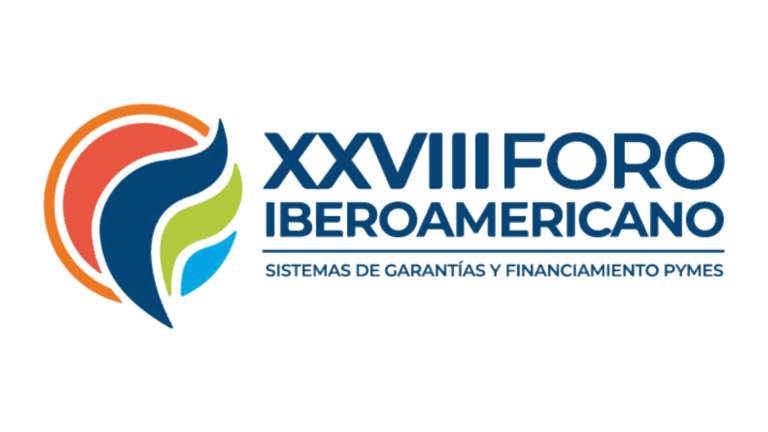 XXVIII FORO
IBEROAMERICANO
SISTEMAS DE GARANTÍAS Y FINANCIAMIENTO PYMES